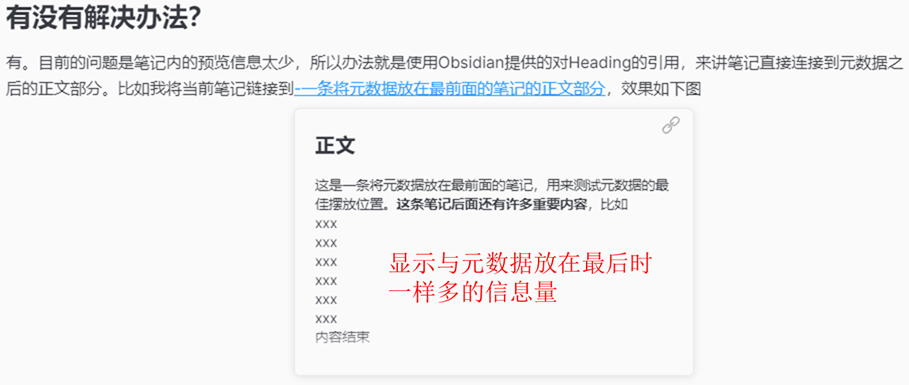 有没有解决办法？
有。目前的问题是笔记内的预览信息太少，所以办法就是使用Obsidian提供的对Heading的引用，来讲笔记直接连接到元数据之
后的正文部分。比如我将当前笔记链接到-一条将元数据放在最前面的笔记的正文部分，效果如下图
正文
这是一条将元数据放在最前面的笔记，用来测试元数据的最
佳摆放位置。这条笔记后面还有许多重要内容，比如
xxx
xxx
xxx
xxx
xxx
xxx
内容结束
显示与元数据放在最后时
一样多的信息量